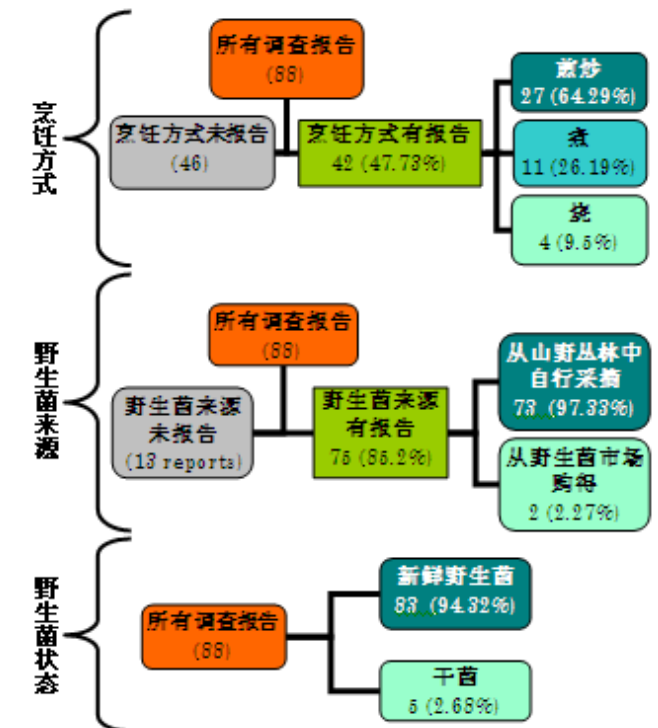 烹饪方式
所有调查报告
(88)
烹饪方式未报告
(46)
烹饪方式有报告
42 (47.73%)
煎炒
27 (64.29%)
煮
11 (26.19%)
烧
4 (9.5%)
野生菌来源
所有调查报告
(88)
野生菌来源
未报告
(13 reports)
野生菌来源
有报告
75 (85.2%)
从山野丛林中
自行采摘
73 (97.33%)
从野生菌市场
购得
2 (2.27%)
野生菌状态
所有调查报告
(88)
新鲜野生菌
83 (94.32%)
干菌
5 (2.68%)